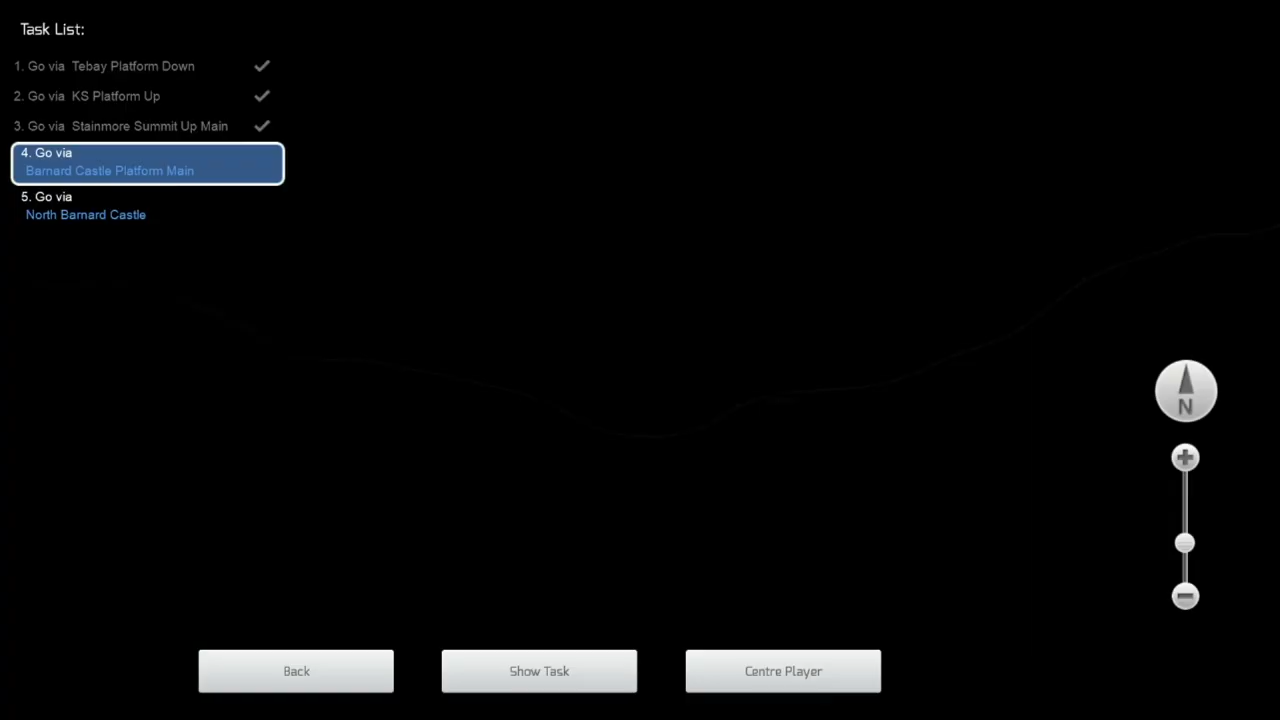 Task List:
1. Go via Tebay Platform Down
2. Go via KS Platform Up
3. Go via Stainmore Summit Up Main
4. Go via
Barnard Castle Platform Main
5. Go via
North Barnard Castle
N
Back
Show Task
Centre Player